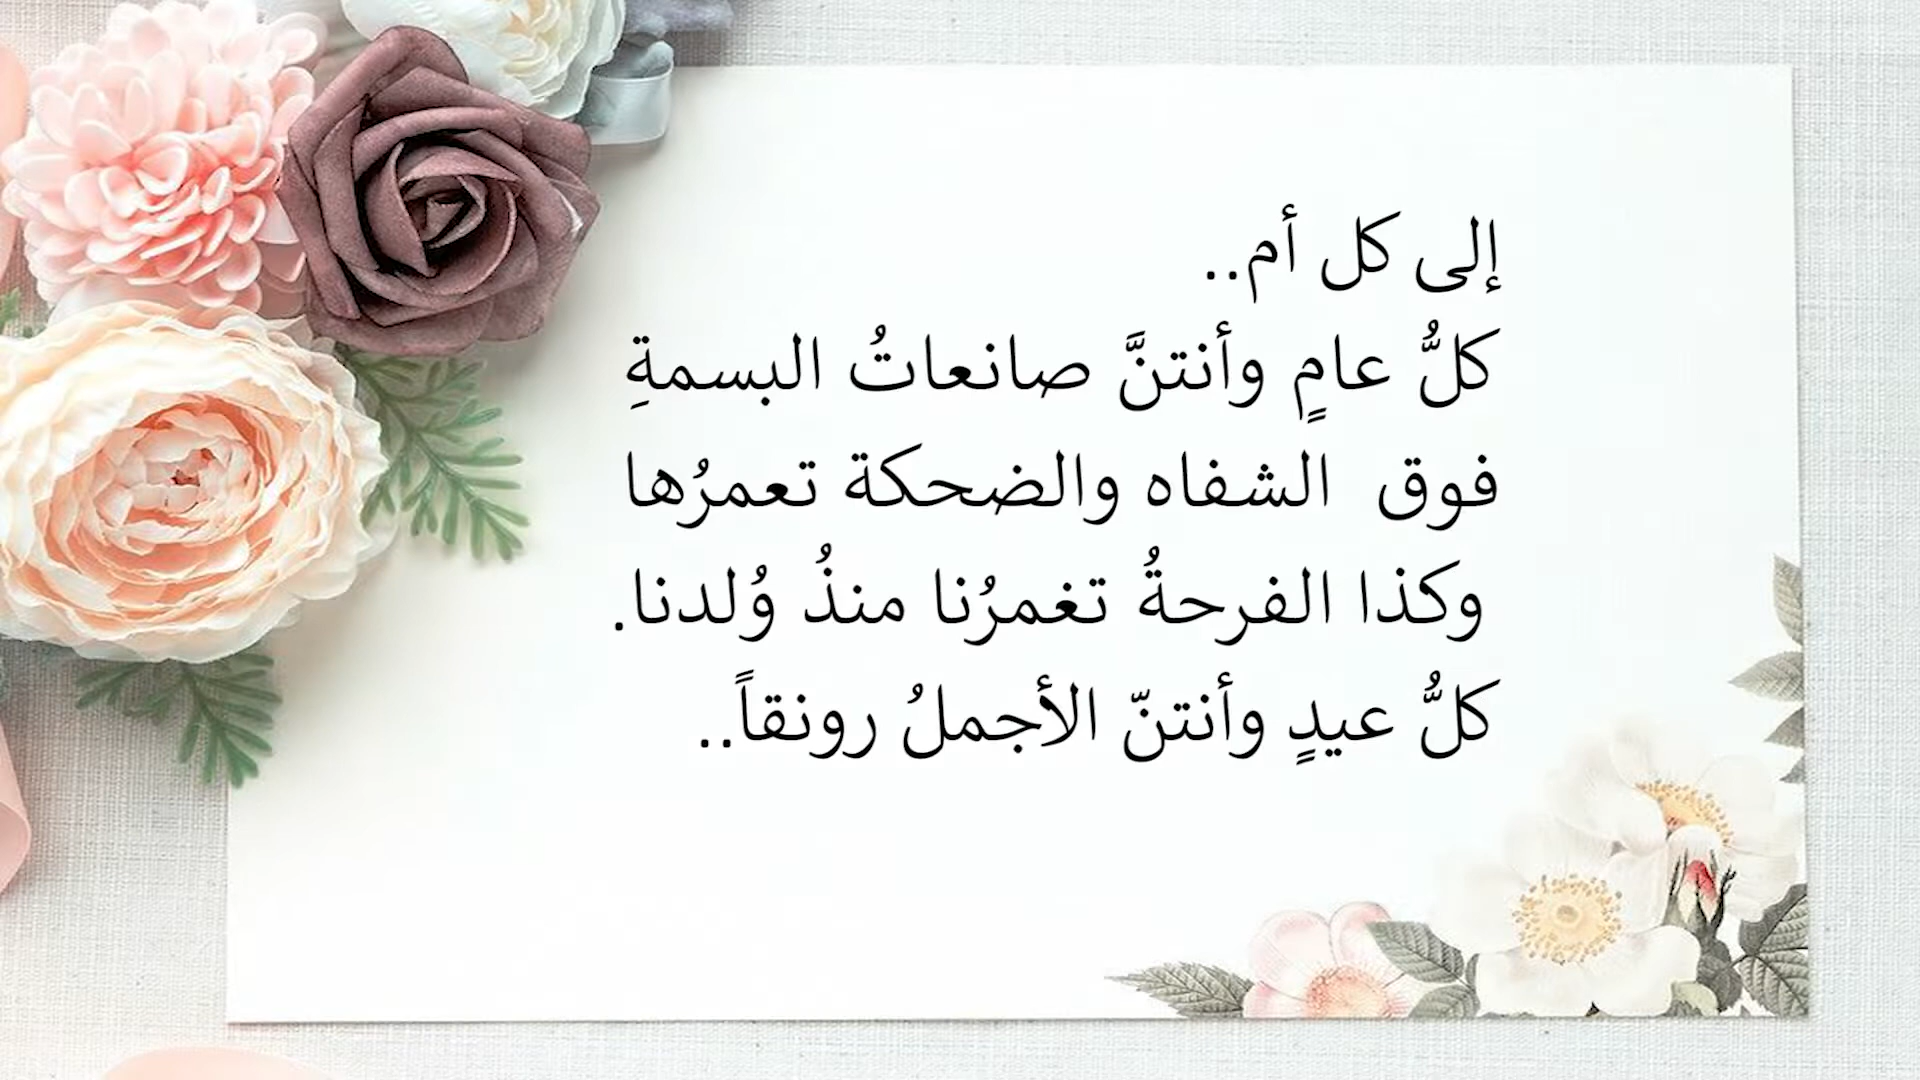 إلى كل أم..
كلُّ عامٍ وأنتنَّ صانعاتُ البسمةِ
فوق الشفاه والضحكة تعمرُها
وكذا الفرحةُ تغمرُنا منذُ وُلدنا.
كلُّ عيدٍ وأنتنّ الأجملُ رونقاً..